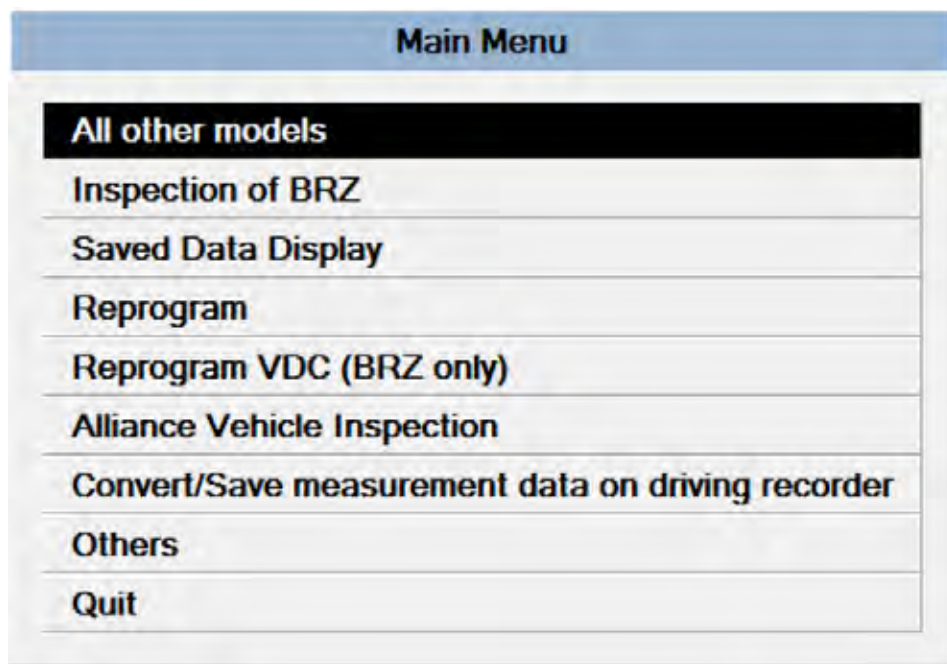 Main Menu
All other models
Inspection of BRZ
Saved Data Display
Reprogram
Reprogram VDC (BRZ only)
Alliance Vehicle Inspection
Convert/Save measurement data on driving recorder
Others
Quit